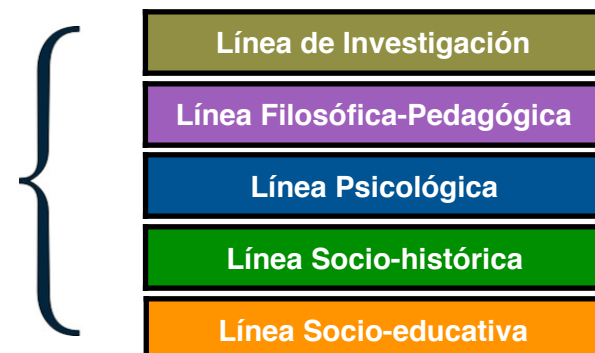 Línea de Investigación
Línea Filosófica-Pedagógica
Línea Psicológica
Línea Socio-histórica
Línea Socio-educativa